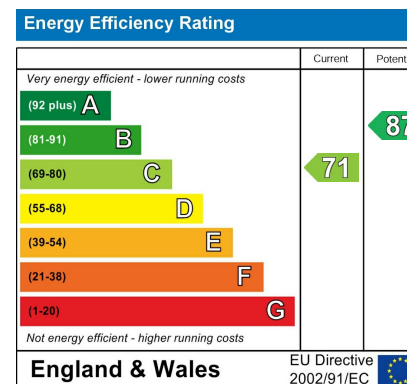 Energy Efficiency Rating
Current Potent
Very energy efficient - lower running costs
(92 plus) A
(81-91) B
87
(69-80) C
71
(55-68) D
(39-54) E
(21-38) F
(1-20) G
Not energy efficient - higher running costs
England & Wales
EU Directive
2002/91/EC